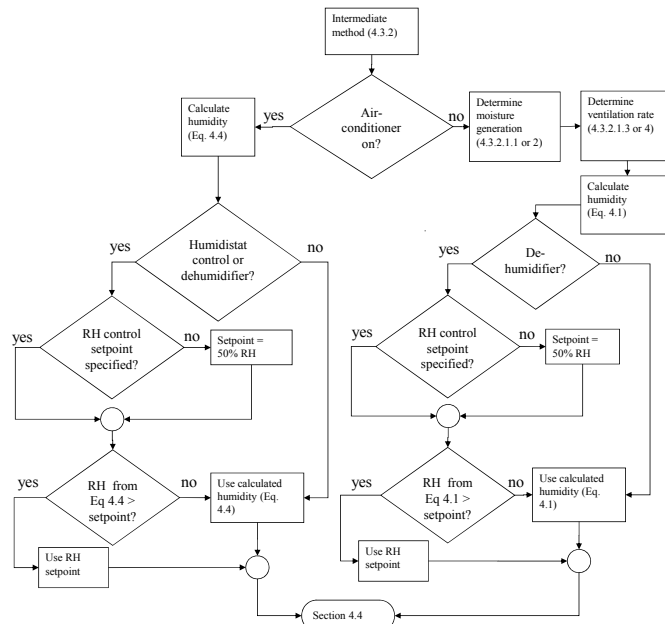 Intermediate
method (4.3.2)
Calculate
humidity
(Eq. 4.4)
yes
Air-
conditioner
on?
no
Determine
moisture
generation
(4.3.2.1.1 or 2)
Determine
ventilation rate
(4.3.2.1.3 or 4)
Calculate
humidity
(Eq. 4.1)
yes
Humidistat
control or
dehumidifier?
no
yes
De-
humidifier?
no
yes
RH control
setpoint
specified?
no
Setpoint =
50% RH
yes
RH control
setpoint
specified?
no
Setpoint =
50% RH
yes
RH from
Eq 4.4 >
setpoint?
no
Use calculated
humidity (Eq.
4.4)
yes
RH from
Eq 4.1 >
setpoint?
no
Use calculated
humidity (Eq.
4.1)
Use RH
setpoint
Use RH
setpoint
Section 4.4